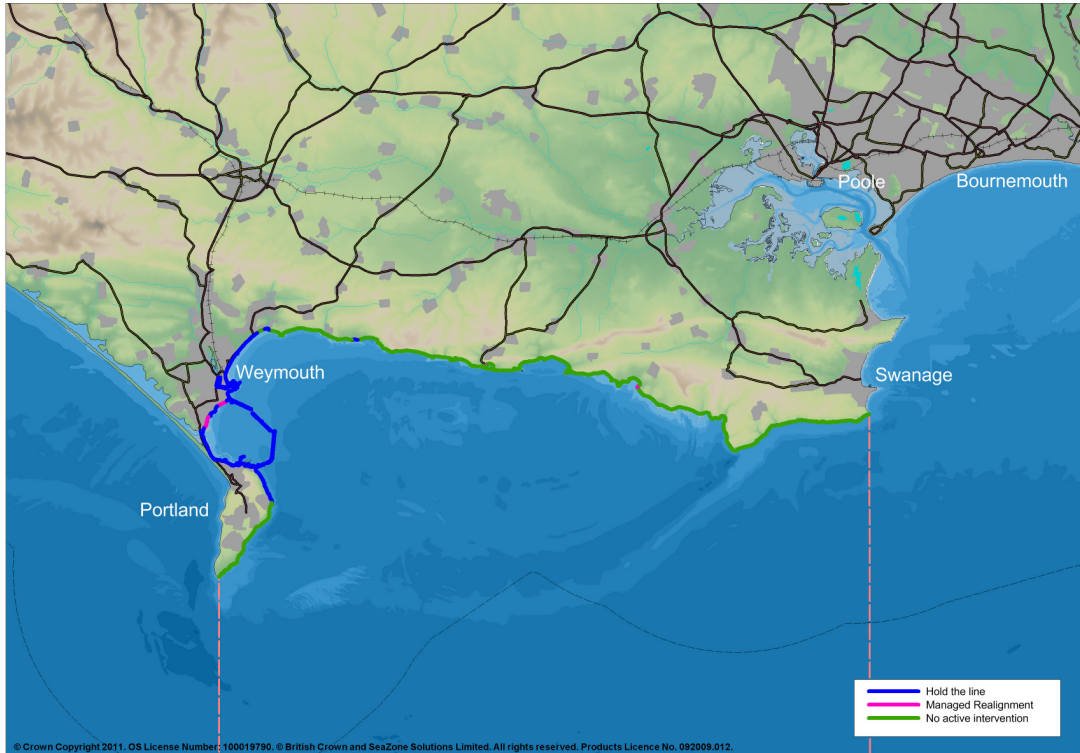 Poole
Bournemouth
Weymouth
Swanage
Portland
Hold the line
Managed Realignment
No active intervention
© Crown Copyright 2011. OS License Number: 100019790. © British Crown and SeaZone Solutions Limited. All rights reserved. Products Licence No. 092009.012.